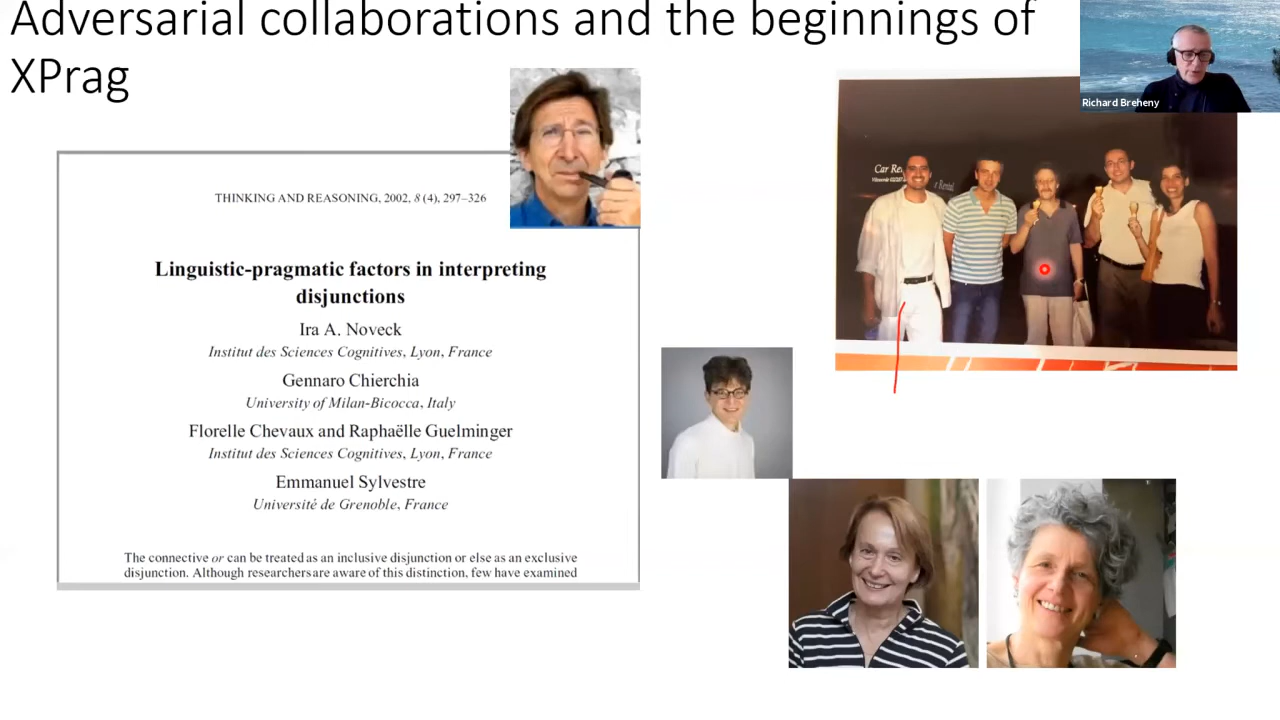 Adversarial collaborations and the beginnings of
XPrag
Richard Breheny
THINKING AND REASONING, 2002, 8 (4), 297–326
Linguistic-pragmatic factors in interpreting
disjunctions
Ira A. Noveck
Institut des Sciences Cognitives, Lyon, France
Gennaro Chierchia
University of Milan-Bicocca, Italy
Florelle Chevaux and Raphaëlle Guelminger
Institut des Sciences Cognitives, Lyon, France
Emmanuel Sylvestre
Université de Grenoble, France
The connective or can be treated as an inclusive disjunction or else as an exclusive
disjunction. Although researchers are aware of this distinction, few have examined
Car
Rental